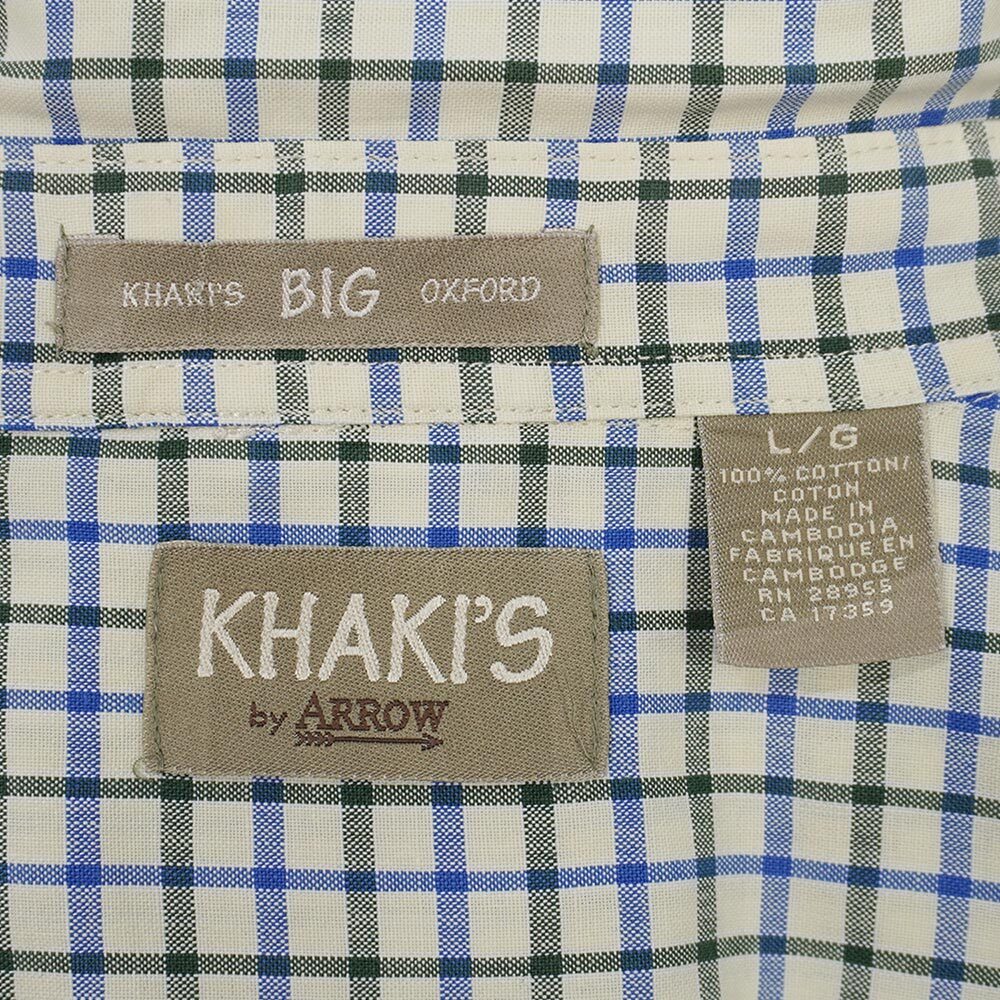 KHAKI'S BIG OXFORD
L/G
100% COTTON/
COTON
MADE IN
CAMBODIA
FABRIQUE EN
CAMBODGE
RN 28955
CA 17359
KHAKI'S
by ARROW